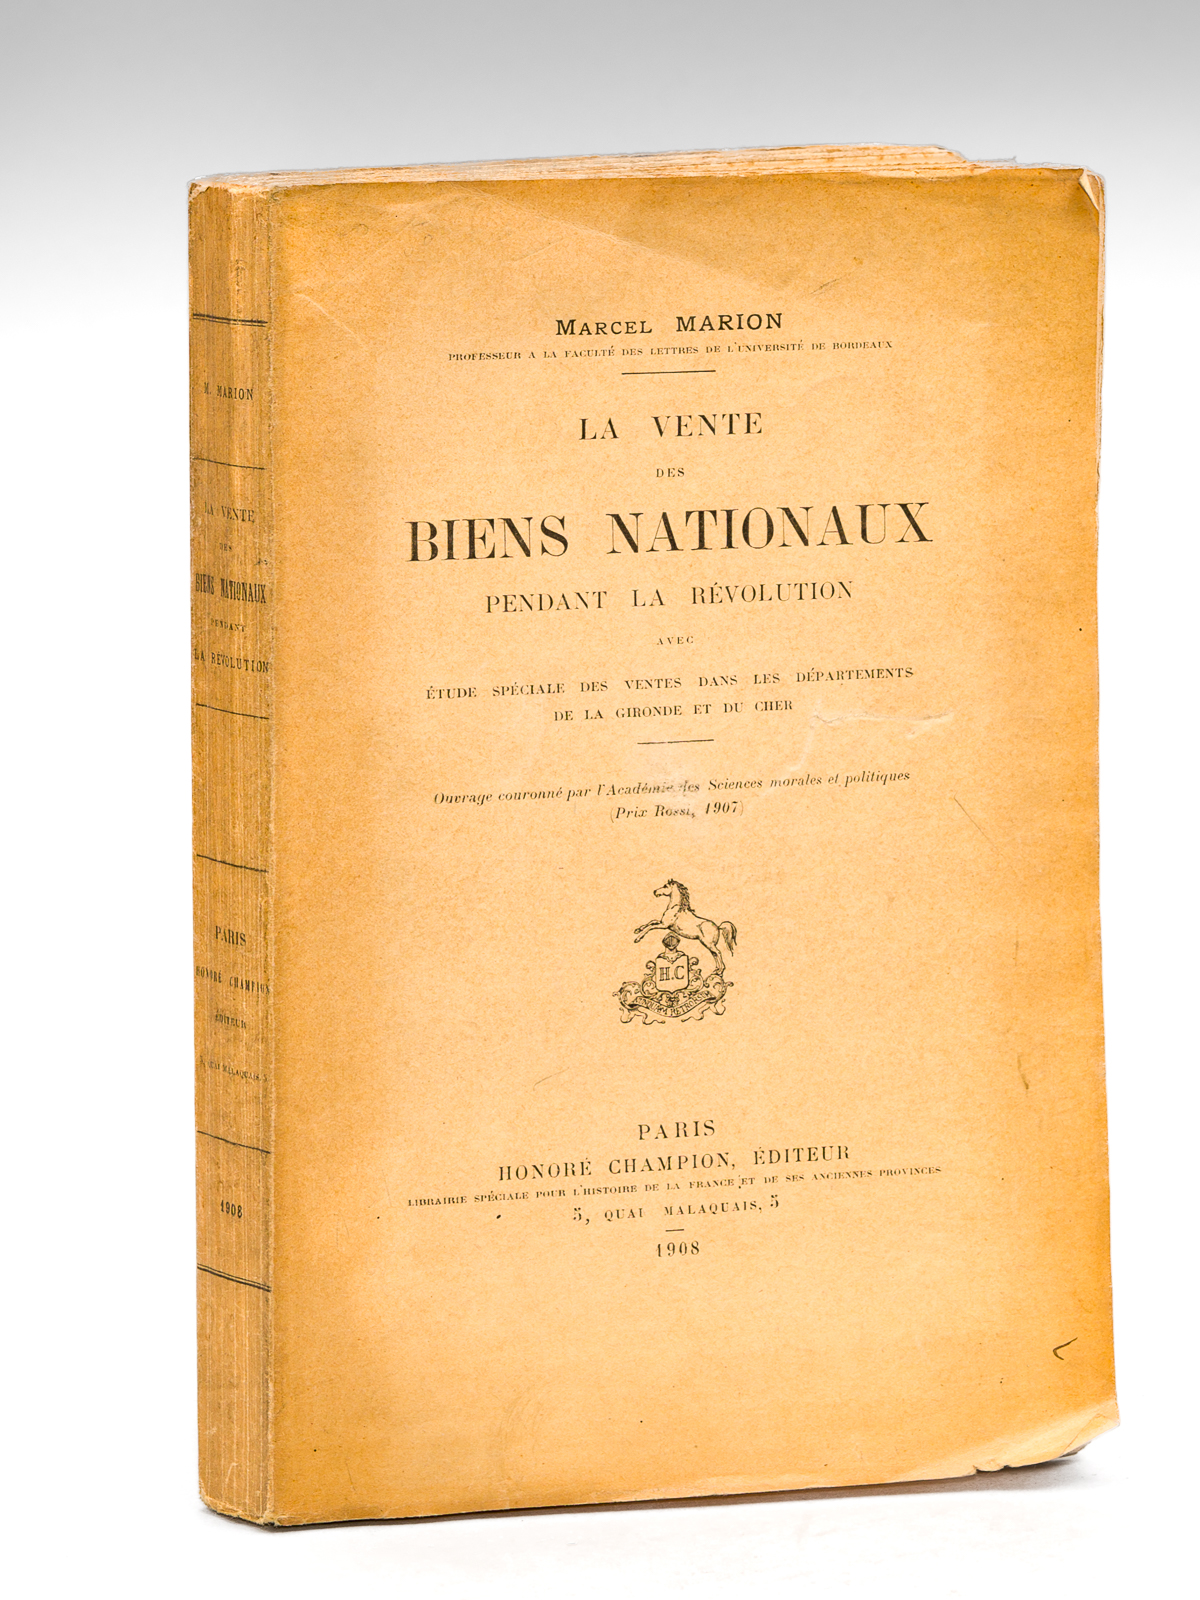 M. MARION
LA VENTE
DES
BIENS NATIONAUX
PENDANT
LA RÉVOLUTION
PARIS
HONORÉ CHAMPION
ÉDITEUR
5, QUAI MALAQUAIS, 5
1908
MARCEL MARION
PROFESSEUR A LA FACULTÉ DES LETTRES DE L'UNIVERSITÉ DE BORDEAUX
LA VENTE
DES
BIENS NATIONAUX
PENDANT LA RÉVOLUTION
AVEC
ÉTUDE SPÉCIALE DES VENTES DANS LES DÉPARTEMENTS
DE LA GIRONDE ET DU CHER
Ouvrage couronné par l'Académie des Sciences morales et politiques
(Prix Rossi, 1907)
H.C
PARIS
HONORÉ CHAMPION, ÉDITEUR
LIBRAIRIE SPÉCIALE POUR L'HISTOIRE DE LA FRANCE ET DE SES ANCIENNES PROVINCES
5, QUAI MALAQUAIS, 5
1908